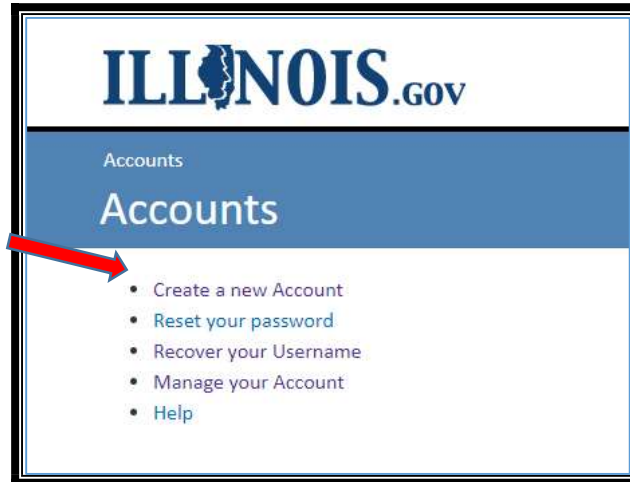 ILLINOIS.GOV
Accounts
Accounts
Create a new Account
Reset your password
Recover your Username
Manage your Account
Help